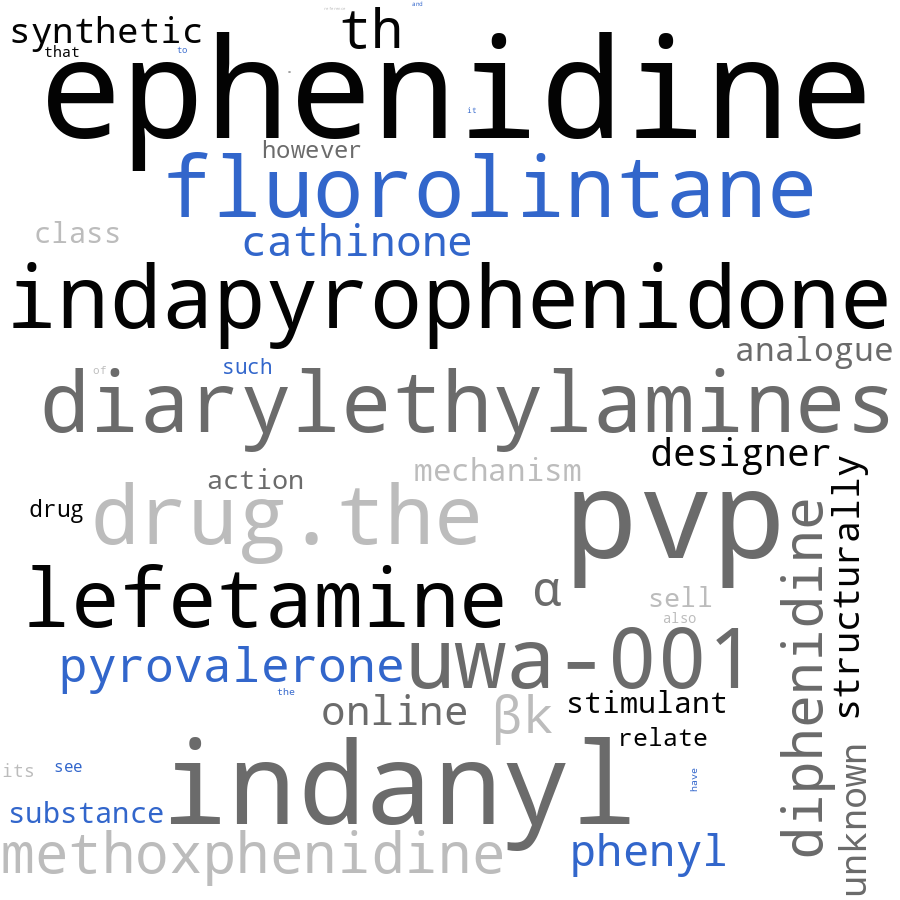 and
synthetic
th
that
to
ephenidine
it
however
fluorolintane
class
cathinone
indapyrophenidone
analogue
of
such
diarylethylamines
designer
structurally
action
mechanism
drug
drug.the
pvp
diphenidine
lefetamine
α
sell
also
pyrovalerone
uwa-001
the
online
βk
stimulant
relate
unknown
its
see
indanyl
have
substance
methoxphenidine
phenyl